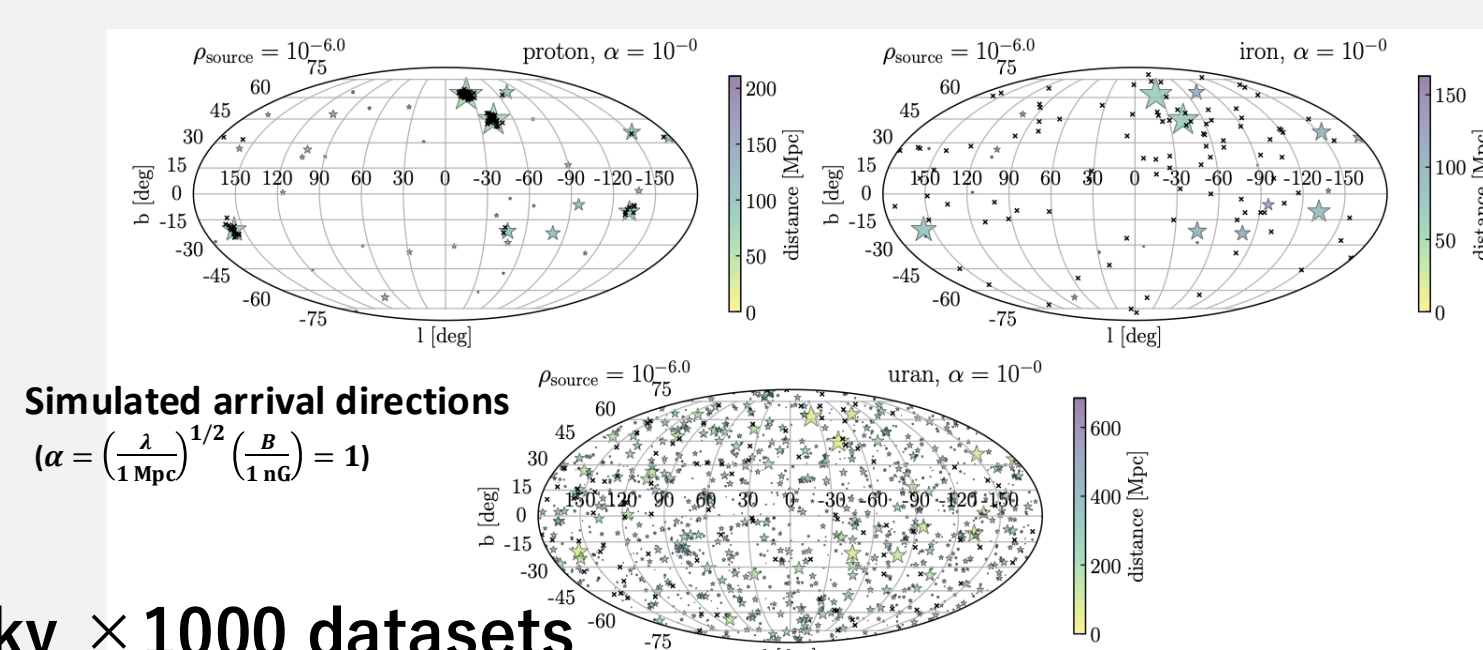 ρsource = 10^−6.0
proton, α = 10^−0
75
60
45
30
15
0
-15
-30
-45
-60
-75
150 120 90 60 30 0 -30 -60 -90 -120 -150
b [deg]
l [deg]
200
150
100
50
0
distance [Mpc]
ρsource = 10^−6.0
iron, α = 10^−0
75
60
45
30
15
0
-15
-30
-45
-60
-75
150 120 90 60 30 0 -30 -60 -90 -120 -150
b [deg]
l [deg]
150
100
50
0
Simulated arrival directions
(α = (λ/1 Mpc)^1/2 (B/1 nG) = 1)
ρsource = 10^−6.0
uran, α = 10^−0
75
60
45
30
15
0
-15
-30
-45
-60
-75
150 120 90 60 30 0 -30 -60 -90 -120 -150
b [deg]
600
400
200
0
distance [Mpc]
×1000 datasets